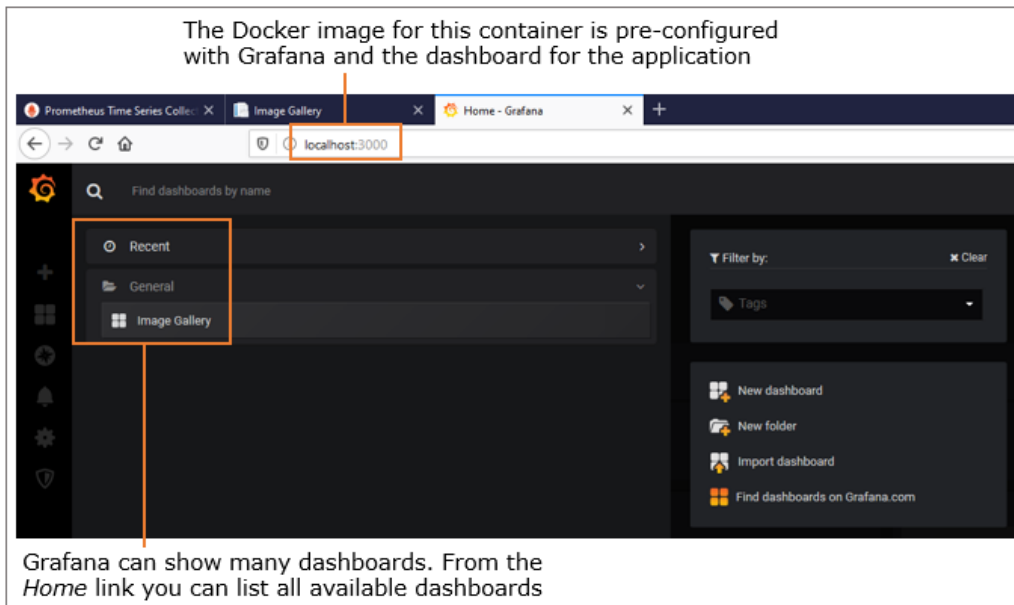 The Docker image for this container is pre-configured
with Grafana and the dashboard for the application
Prometheus Time Series Collec
Image Gallery
Home - Grafana
localhost:3000
Find dashboards by name
Recent
General
Image Gallery
Filter by:
Clear
Tags
New dashboard
New folder
Import dashboard
Find dashboards on Grafana.com
Grafana can show many dashboards. From the
Home link you can list all available dashboards